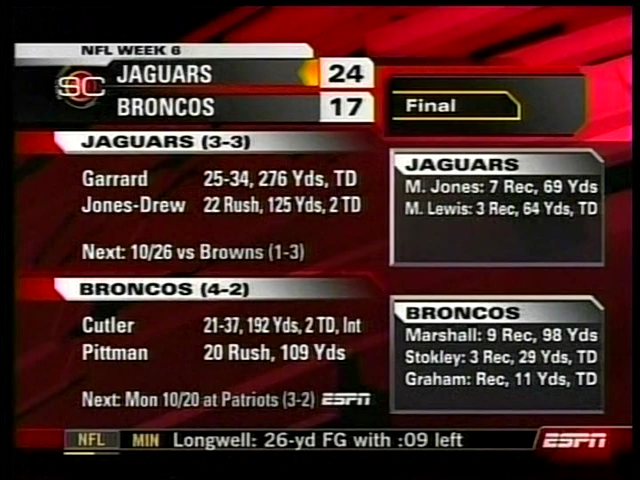 NFL WEEK 6
SC
JAGUARS 24
BRONCOS 17
Final
JAGUARS (3-3)
Garrard 25-34, 276 Yds, TD
Jones-Drew 22 Rush, 125 Yds, 2 TD
Next: 10/26 vs Browns (1-3)
JAGUARS
M. Jones: 7 Rec, 69 Yds
M. Lewis: 3 Rec, 64 Yds, TD
BRONCOS (4-2)
Cutler 21-37, 192 Yds, 2 TD, Int
Pittman 20 Rush, 109 Yds
Next: Mon 10/20 at Patriots (3-2) ESPN
BRONCOS
Marshall: 9 Rec, 98 Yds
Stokley: 3 Rec, 29 Yds, TD
Graham: Rec, 11 Yds, TD
NFL MIN Longwell: 26-yd FG with :09 left ESPN